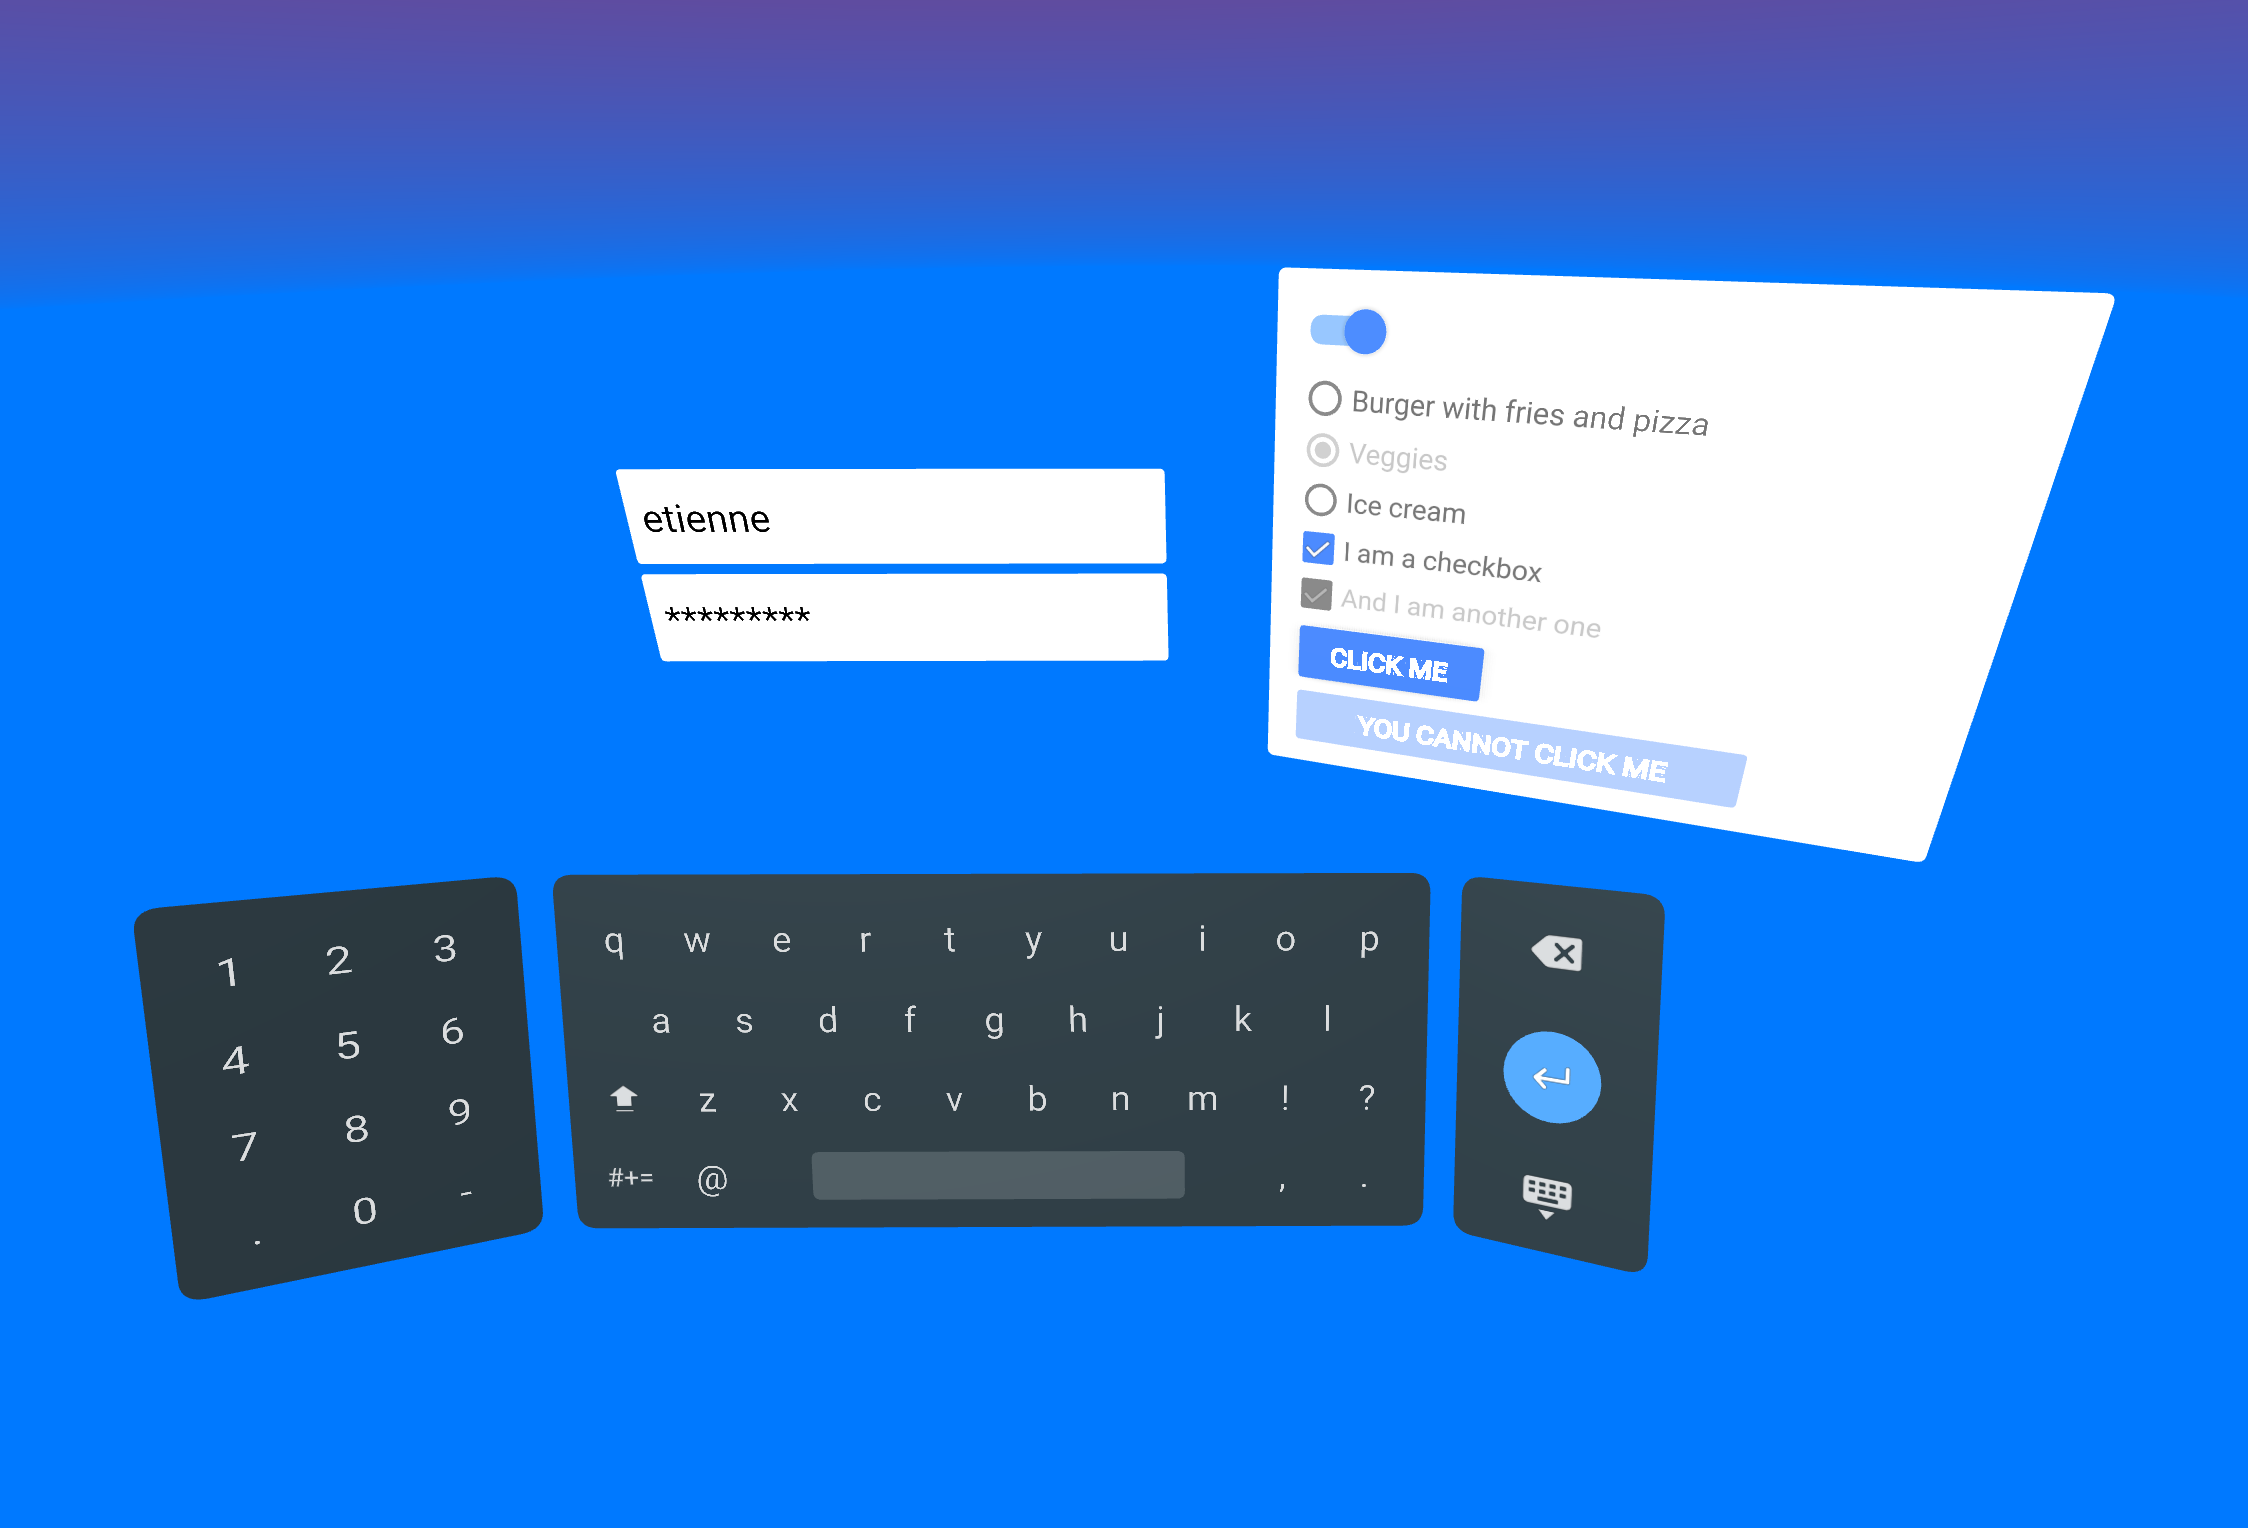 etienne
*********
Burger with fries and pizza
Veggies
Ice cream
I am a checkbox
And I am another one
CLICK ME
YOU CANNOT CLICK ME
1 2 3
4 5 6
7 8 9
. 0 -
q w e r t y u i o p
a s d f g h j k l
z x c v b n m ! ?
#+= @ , .